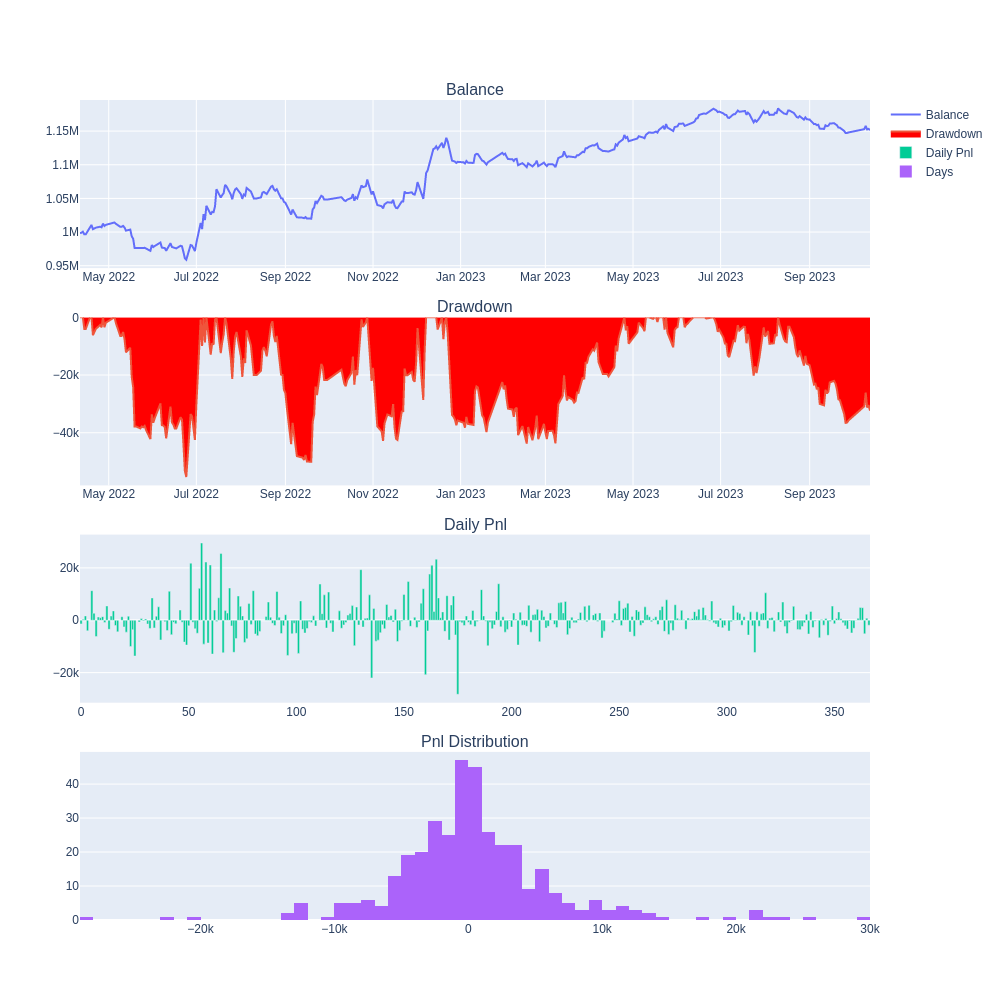 Balance
1.15M
1.1M
1.05M
1M
0.95M
May 2022 Jul 2022 Sep 2022 Nov 2022 Jan 2023 Mar 2023 May 2023 Jul 2023 Sep 2023
Balance
Drawdown
Daily Pnl
Days
Drawdown
0
−20k
−40k
May 2022 Jul 2022 Sep 2022 Nov 2022 Jan 2023 Mar 2023 May 2023 Jul 2023 Sep 2023
Daily Pnl
20k
0
−20k
0 50 100 150 200 250 300 350
Pnl Distribution
40
30
20
10
0
−20k −10k 0 10k 20k 30k